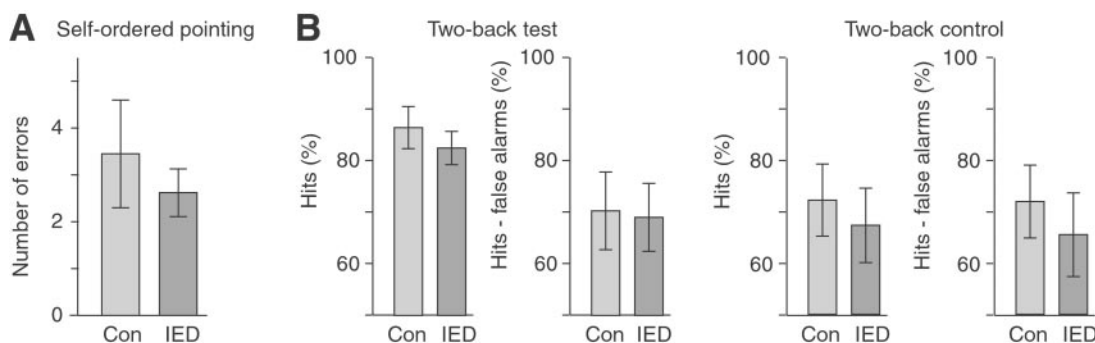 A Self-ordered pointing
Number of errors
4
2
0
Con IED
B Two-back test
Hits (%)
100
80
60
Con IED
Hits - false alarms (%)
100
80
60
Con IED
Two-back control
Hits (%)
100
80
60
Con IED
Hits - false alarms (%)
100
80
60
Con IED